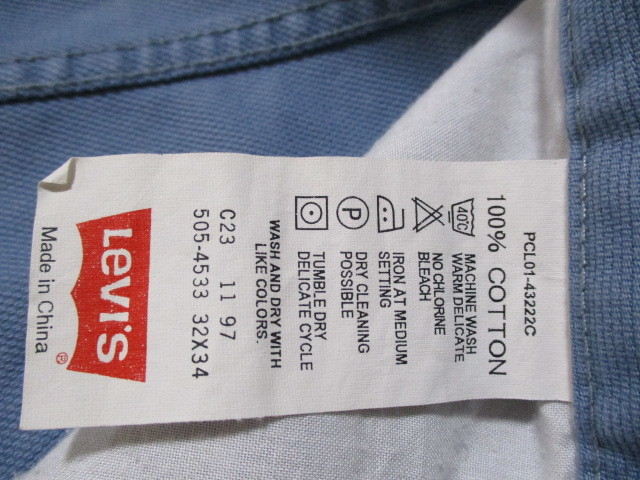 PCL01-43222C
100% COTTON
40℃
MACHINE WASH
WARM DELICATE
NO CHLORINE
BLEACH
IRON AT MEDIUM
SETTING
P
DRY CLEANING
POSSIBLE
TUMBLE DRY
DELICATE CYCLE
WASH AND DRY WITH
LIKE COLORS.
C23 11 97
505-4533 32X34
LEVI'S
®
Made in China